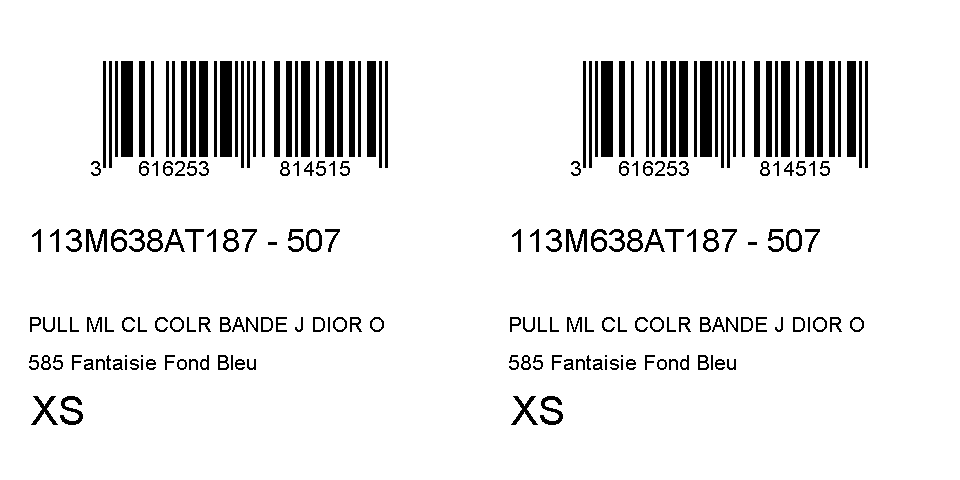 3 616253 814515
113M638AT187 - 507
PULL ML CL COLR BANDE J DIOR O
585 Fantaisie Fond Bleu
XS
3 616253 814515
113M638AT187 - 507
PULL ML CL COLR BANDE J DIOR O
585 Fantaisie Fond Bleu
XS